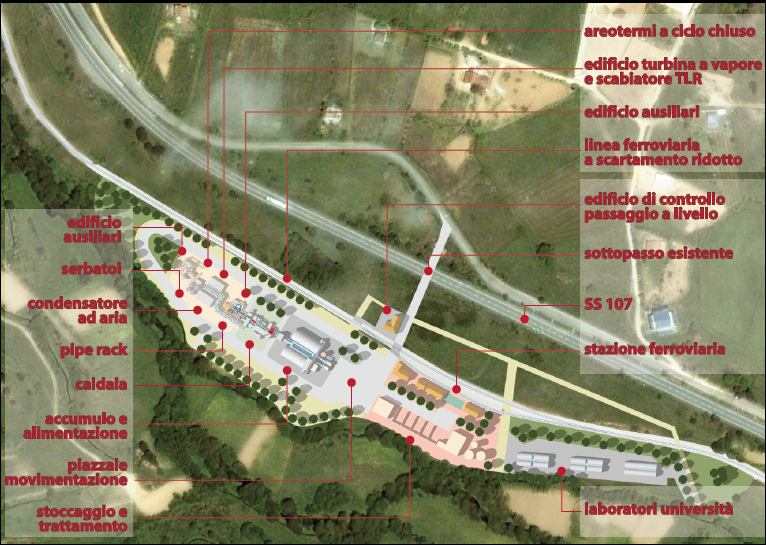 areotermi a ciclo chiuso
edificio turbina a vapore
e scabiatore TLR
edificio ausiliari
linea ferroviaria
a scartamento ridotto
edificio di controllo
passaggio a livello
sottopasso esistente
SS 107
stazione ferroviaria
laboratori università
edificio
ausiliari
serbatoi
condensatore
ad aria
pipe rack
caldaia
accumulo e
alimentazione
piazzale
movimentazione
stoccaggio e
trattamento